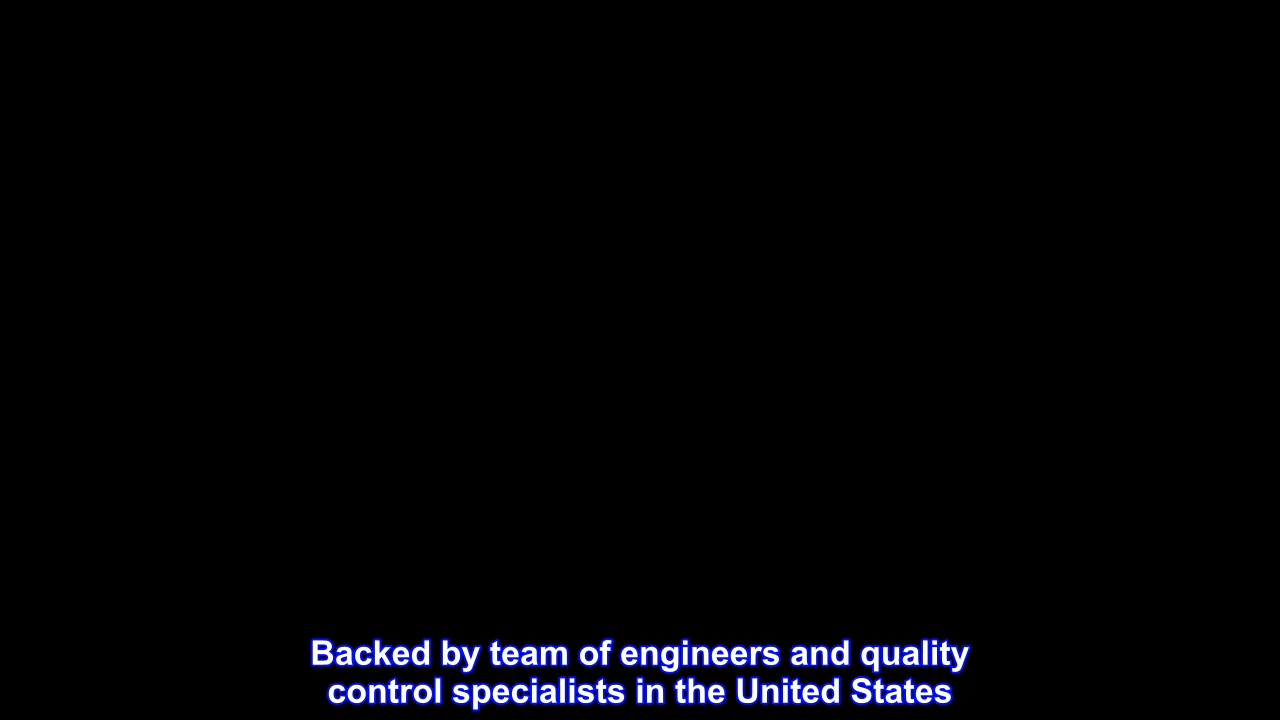 Backed by team of engineers and quality
control specialists in the United States